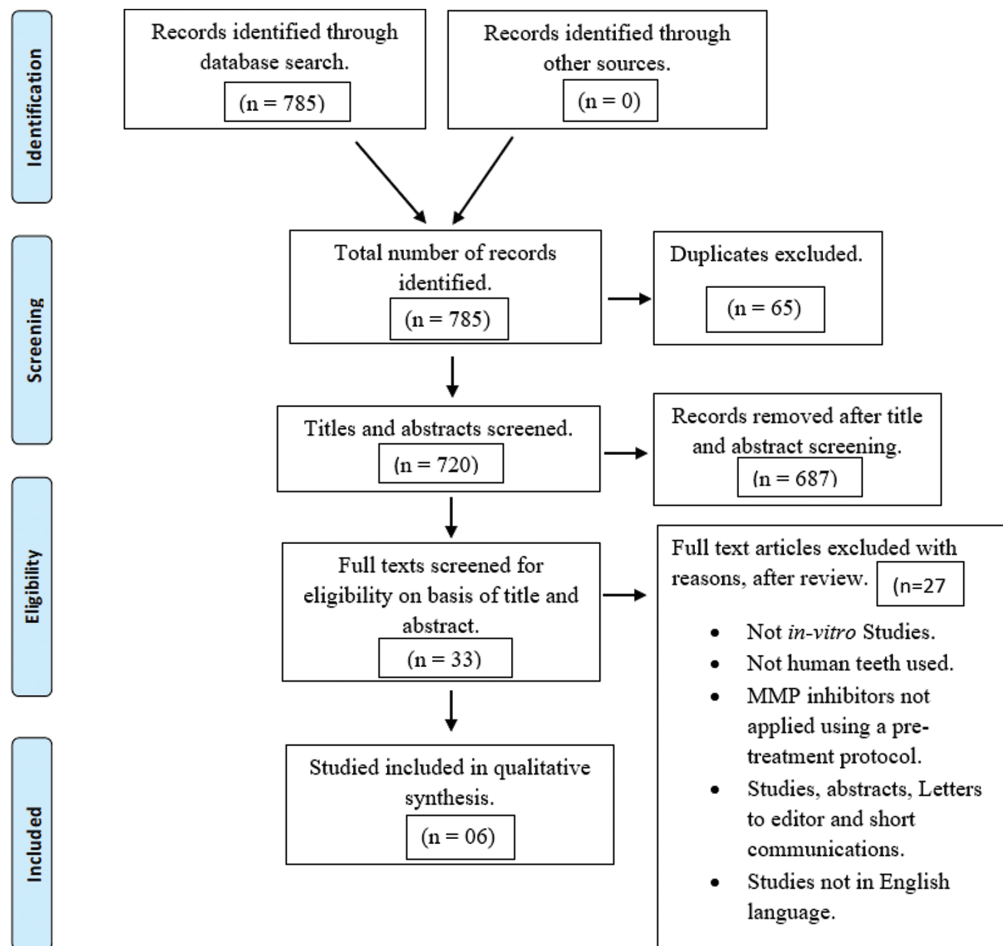 Identification
Records identified through
database search.
(n = 785)
Records identified through
other sources.
(n = 0)
Screening
Total number of records
identified.
(n = 785)
Duplicates excluded.
(n = 65)
Titles and abstracts screened.
(n = 720)
Records removed after title
and abstract screening.
(n = 687)
Eligibility
Full texts screened for
eligibility on basis of title and
abstract.
(n = 33)
Full text articles excluded with
reasons, after review. (n=27
• Not in-vitro Studies.
• Not human teeth used.
• MMP inhibitors not
applied using a pre-
treatment protocol.
• Studies, abstracts, Letters
to editor and short
communications.
• Studies not in English
language.
Included
Studied included in qualitative
synthesis.
(n = 06)